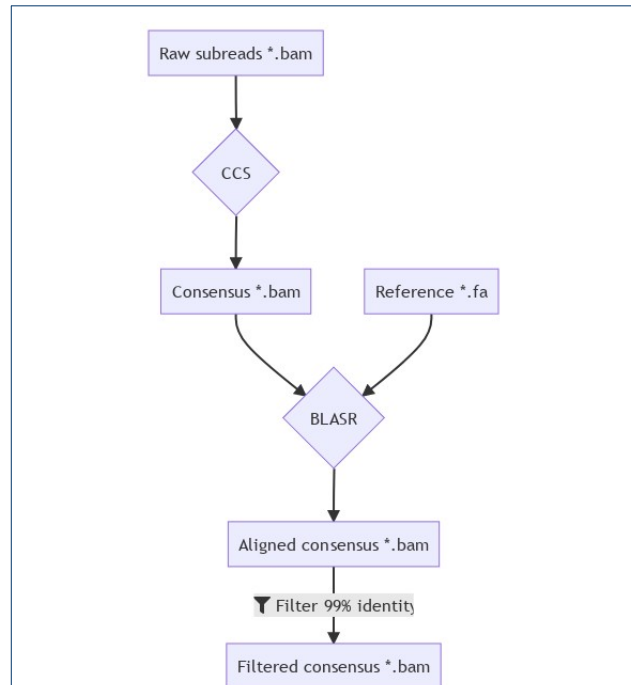 Raw subreads *.bam
CCS
Consensus *.bam
Reference *.fa
BLASR
Aligned consensus *.bam
Filter 99% identity
Filtered consensus *.bam